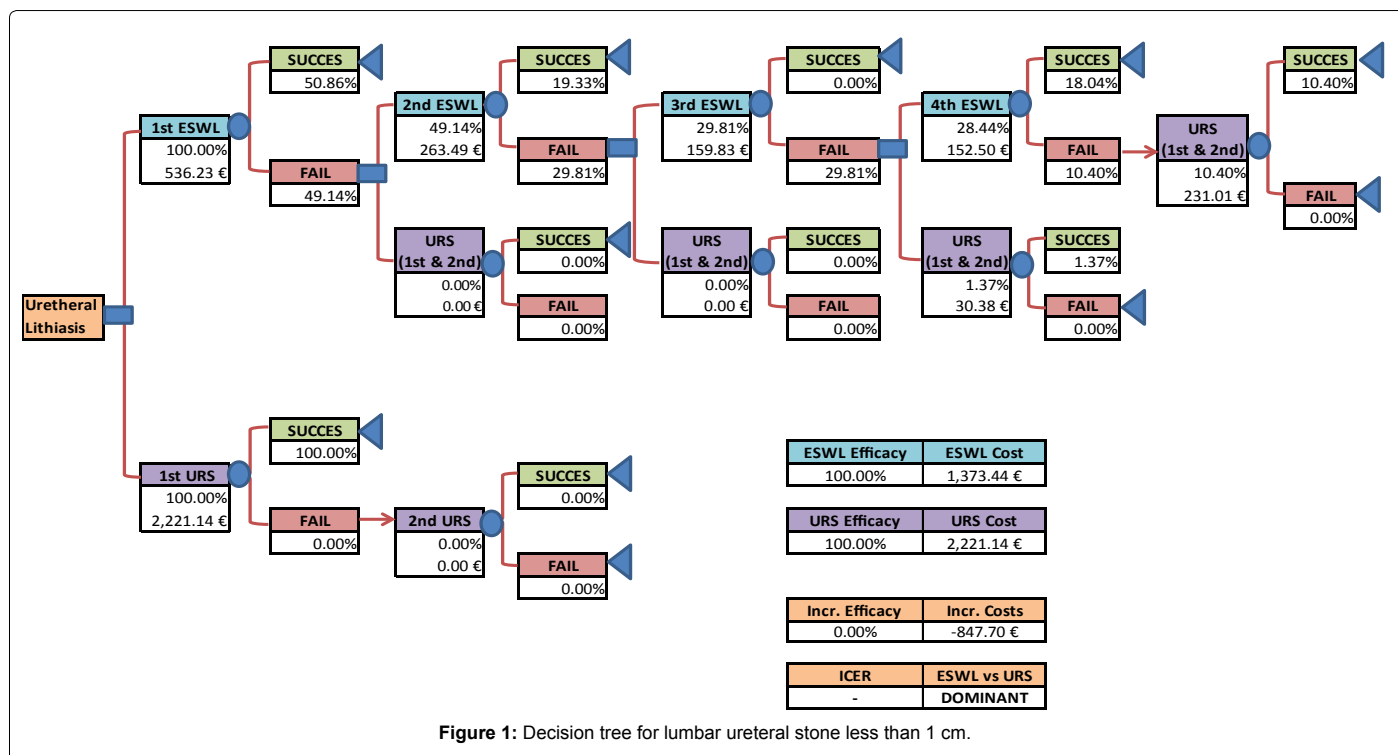 SUCCES
50.86%
1st ESWL
100.00%
536.23 €
FAIL
49.14%
SUCCES
19.33%
2nd ESWL
49.14%
263.49 €
FAIL
29.81%
URS
(1st & 2nd)
0.00%
0.00 €
SUCCES
0.00%
FAIL
0.00%
SUCCES
0.00%
3rd ESWL
29.81%
159.83 €
FAIL
29.81%
URS
(1st & 2nd)
0.00%
0.00 €
SUCCES
0.00%
FAIL
0.00%
SUCCES
18.04%
4th ESWL
28.44%
152.50 €
FAIL
10.40%
URS
(1st & 2nd)
1.37%
30.38 €
SUCCES
1.37%
FAIL
0.00%
URS
(1st & 2nd)
10.40%
231.01 €
SUCCES
10.40%
FAIL
0.00%
Uretheral
Lithiasis
SUCCES
100.00%
1st URS
100.00%
2,221.14 €
FAIL
0.00%
2nd URS
0.00%
0.00 €
SUCCES
0.00%
FAIL
0.00%
ESWL Efficacy ESWL Cost
100.00% 1,373.44 €
URS Efficacy URS Cost
100.00% 2,221.14 €
Incr. Efficacy Incr. Costs
0.00% -847.70 €
ICER ESWL vs URS
- DOMINANT
Figure 1: Decision tree for lumbar ureteral stone less than 1 cm.